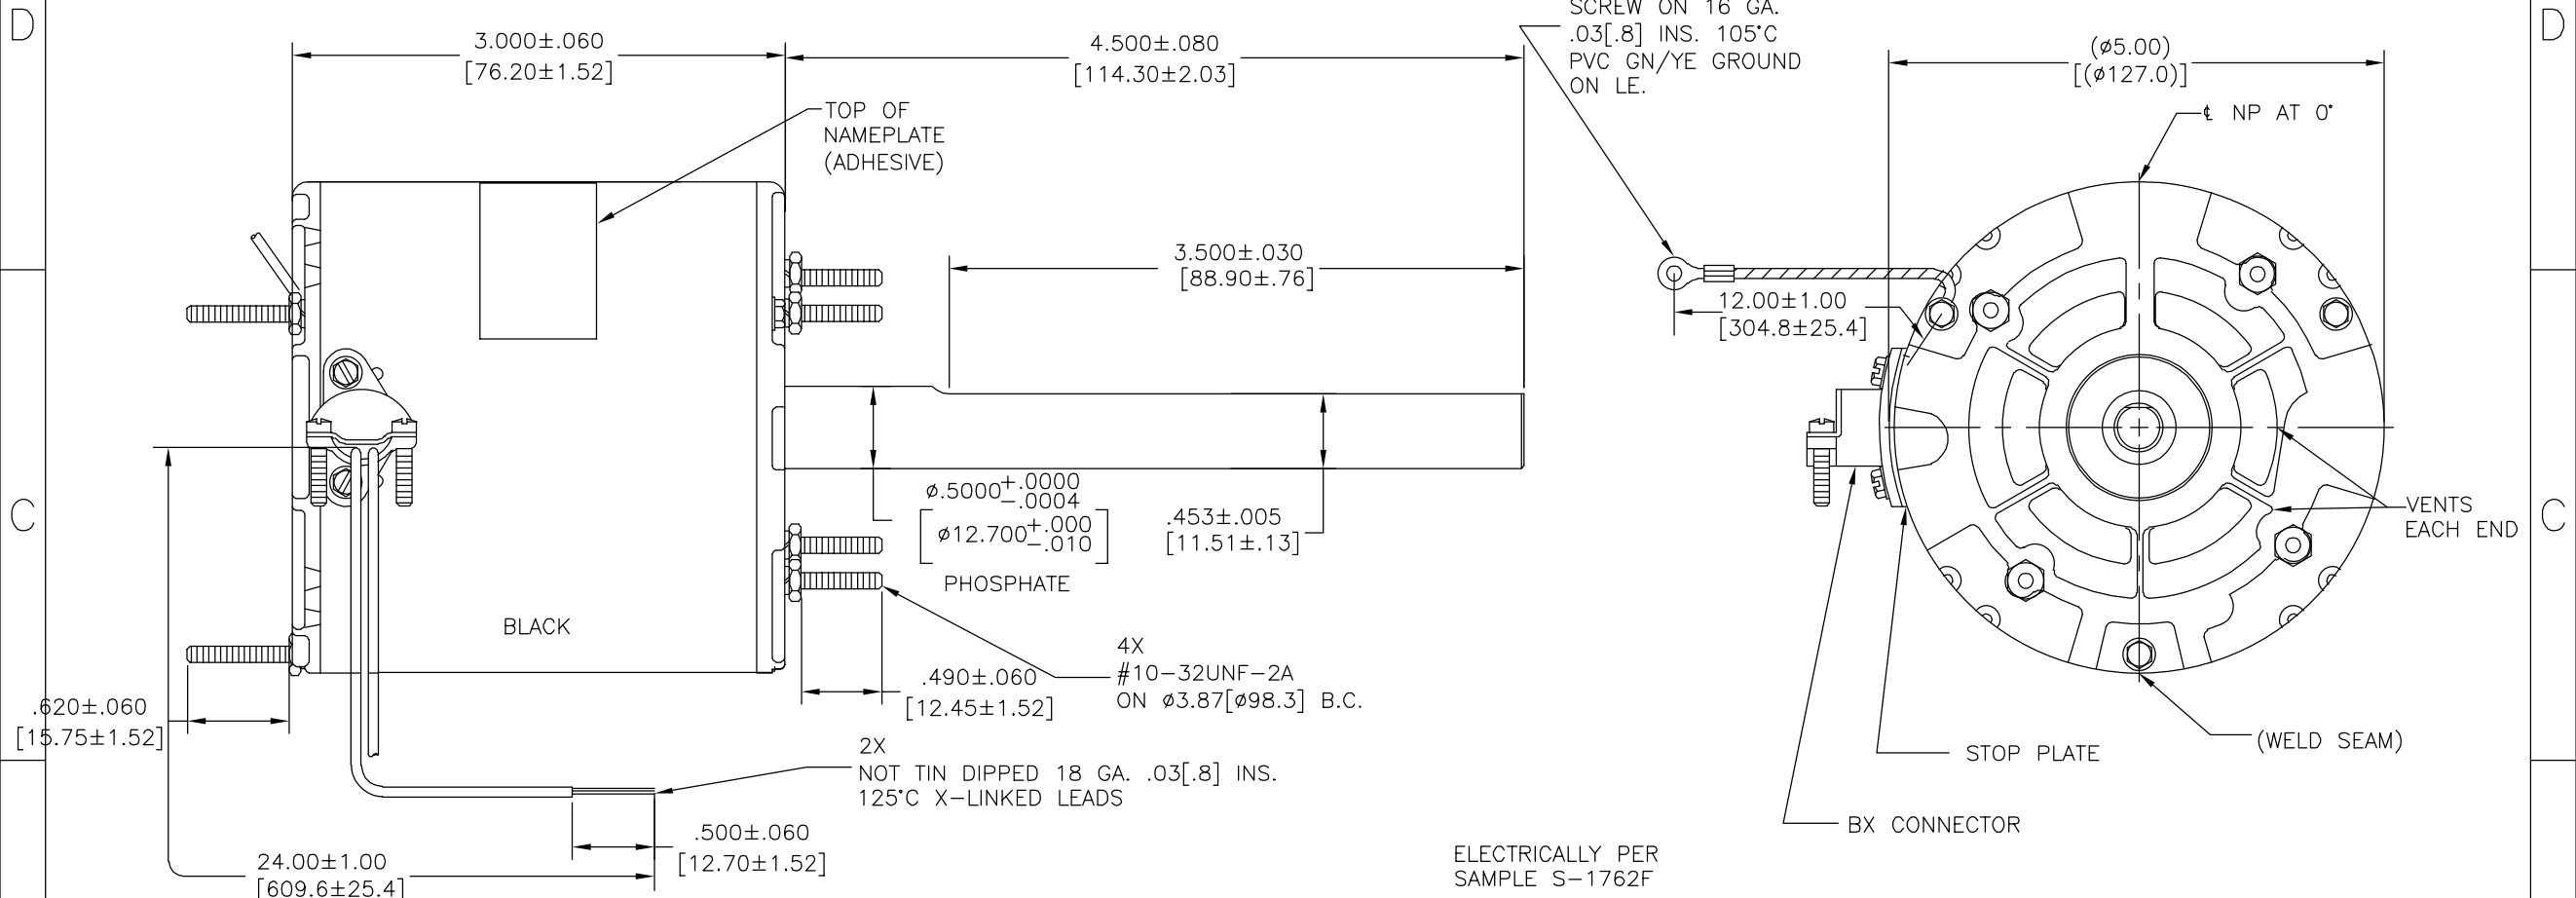 D
3.000±.060
[76.20±1.52]
4.500±.080
[114.30±2.03]
SCREW ON 16 GA.
.03[.8] INS. 105°C
PVC GN/YE GROUND
ON LE.
(ø5.00)
[(ø127.0)]
D
TOP OF
NAMEPLATE
(ADHESIVE)
℄ NP AT 0°
3.500±.030
[88.90±.76]
12.00±1.00
[304.8±25.4]
C
ø.5000+.0000
-.0004
[ø12.700+.000
-.010]
PHOSPHATE
.453±.005
[11.51±.13]
VENTS
EACH END
C
BLACK
4X
#10-32UNF-2A
ON ø3.87[ø98.3] B.C.
.490±.060
[12.45±1.52]
.620±.060
[15.75±1.52]
2X
NOT TIN DIPPED 18 GA. .03[.8] INS.
125°C X-LINKED LEADS
(WELD SEAM)
STOP PLATE
BX CONNECTOR
.500±.060
[12.70±1.52]
24.00±1.00
[609.6±25.4]
ELECTRICALLY PER
SAMPLE S-1762F